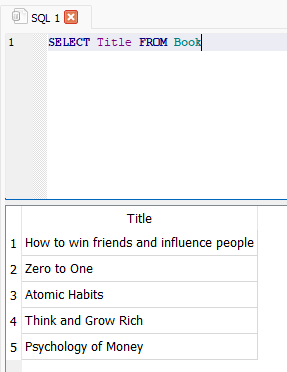 SQL 1
1 SELECT Title FROM Book
Title
1 How to win friends and influence people
2 Zero to One
3 Atomic Habits
4 Think and Grow Rich
5 Psychology of Money